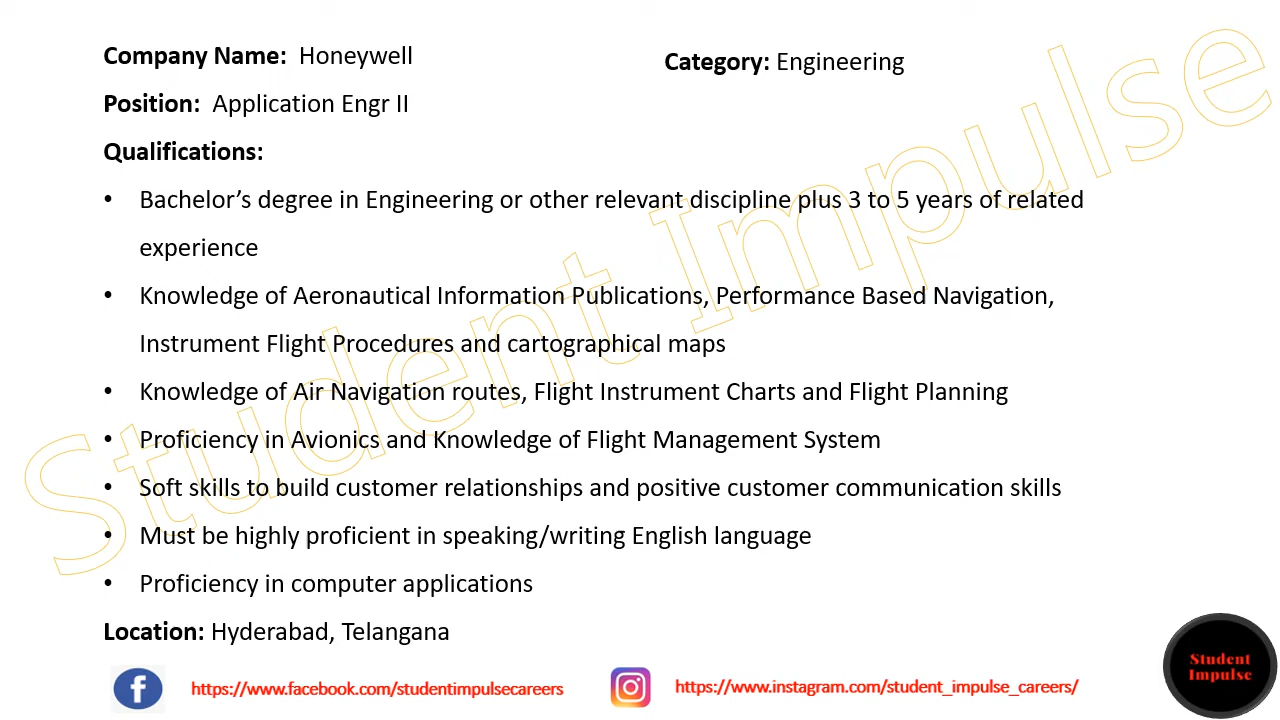 Company Name: Honeywell
Category: Engineering
Position: Application Engr II
Qualifications:
• Bachelor’s degree in Engineering or other relevant discipline plus 3 to 5 years of related
experience
• Knowledge of Aeronautical Information Publications, Performance Based Navigation,
Instrument Flight Procedures and cartographical maps
• Knowledge of Air Navigation routes, Flight Instrument Charts and Flight Planning
• Proficiency in Avionics and Knowledge of Flight Management System
• Soft skills to build customer relationships and positive customer communication skills
• Must be highly proficient in speaking/writing English language
• Proficiency in computer applications
Location: Hyderabad, Telangana
https://www.facebook.com/studentimpulsecareers
https://www.instagram.com/student_impulse_careers/
Student
Impulse
Student Impulse